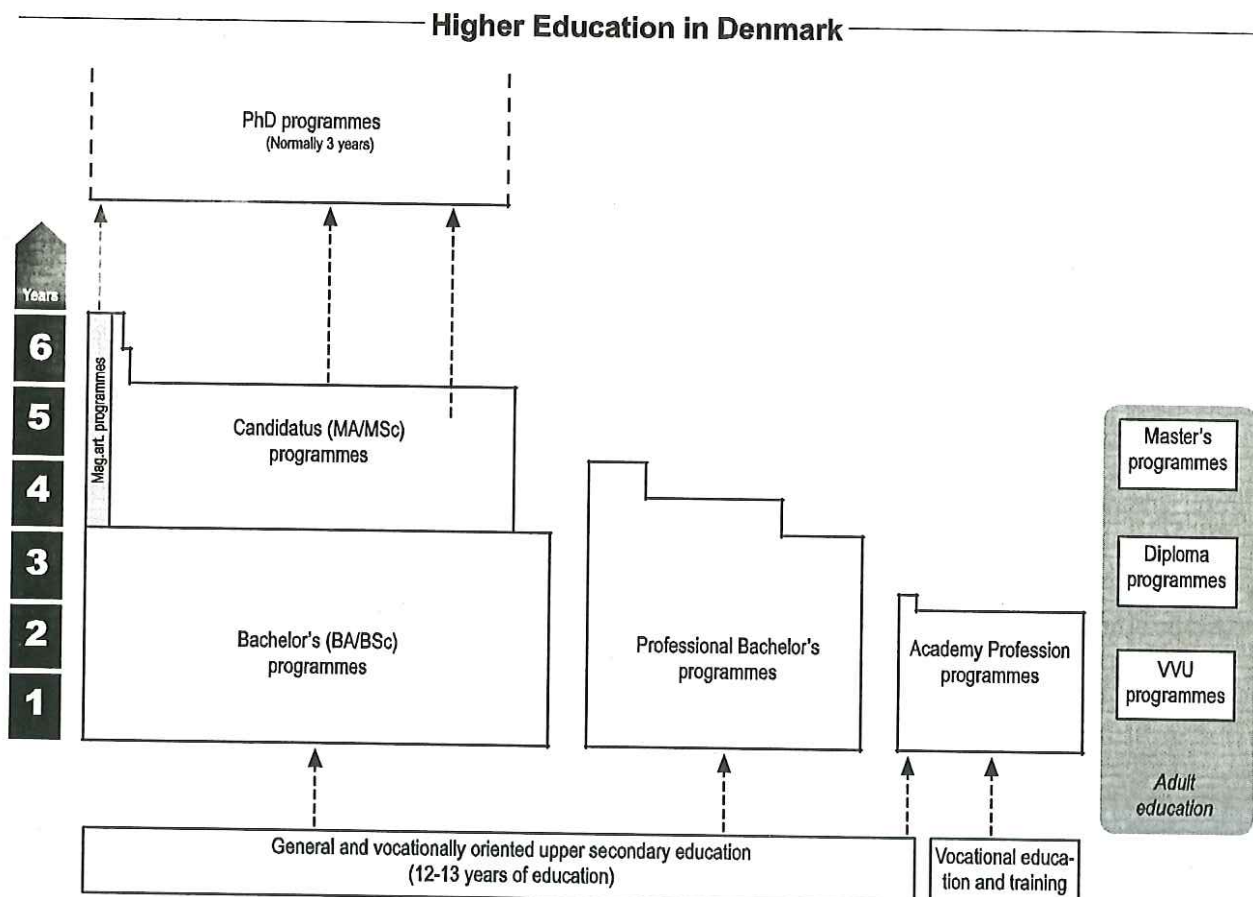 Higher Education in Denmark
PhD programmes
(Normally 3 years)
Years
6
5
4
3
2
1
Mag.art. programmes
Candidatus (MA/MSc)
programmes
Bachelor's (BA/BSc)
programmes
Professional Bachelor's
programmes
Academy Profession
programmes
Master's
programmes
Diploma
programmes
VVU
programmes
Adult
education
General and vocationally oriented upper secondary education
(12-13 years of education)
Vocational educa-
tion and training